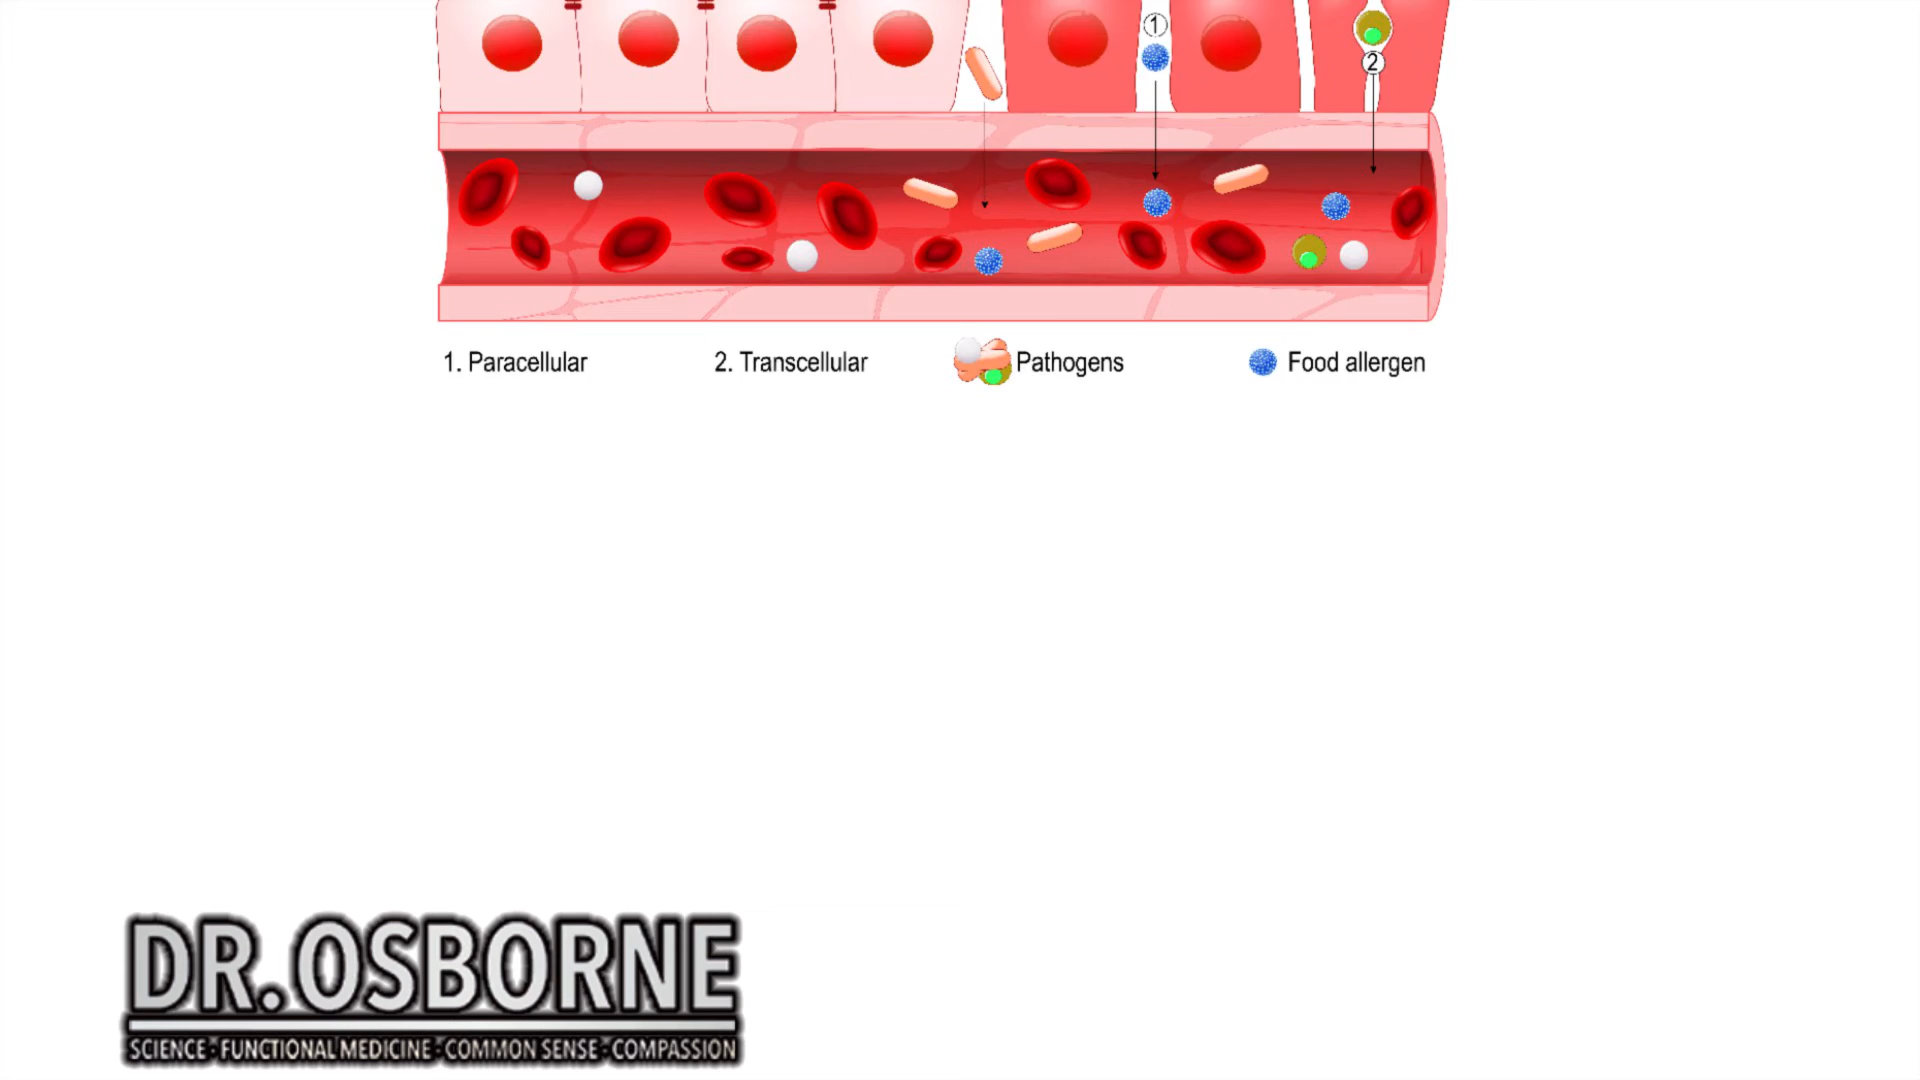 1
2
1. Paracellular 2. Transcellular Pathogens Food allergen
DR. OSBORNE
SCIENCE · FUNCTIONAL MEDICINE · COMMON SENSE · COMPASSION